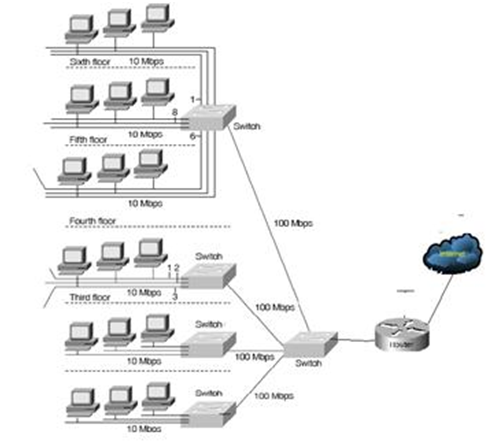 Sixth floor 10 Mbps
1
8
10 Mbps
Switch
6
Fifth floor
10 Mbps
Fourth floor
100 Mbps
Switch
Internet
1 2
10 Mbps
3
Third floor
100 Mbps
Switch
10 Mbps
100 Mbps
Switch
Router
Switch
100 Mbps
10 Mbps